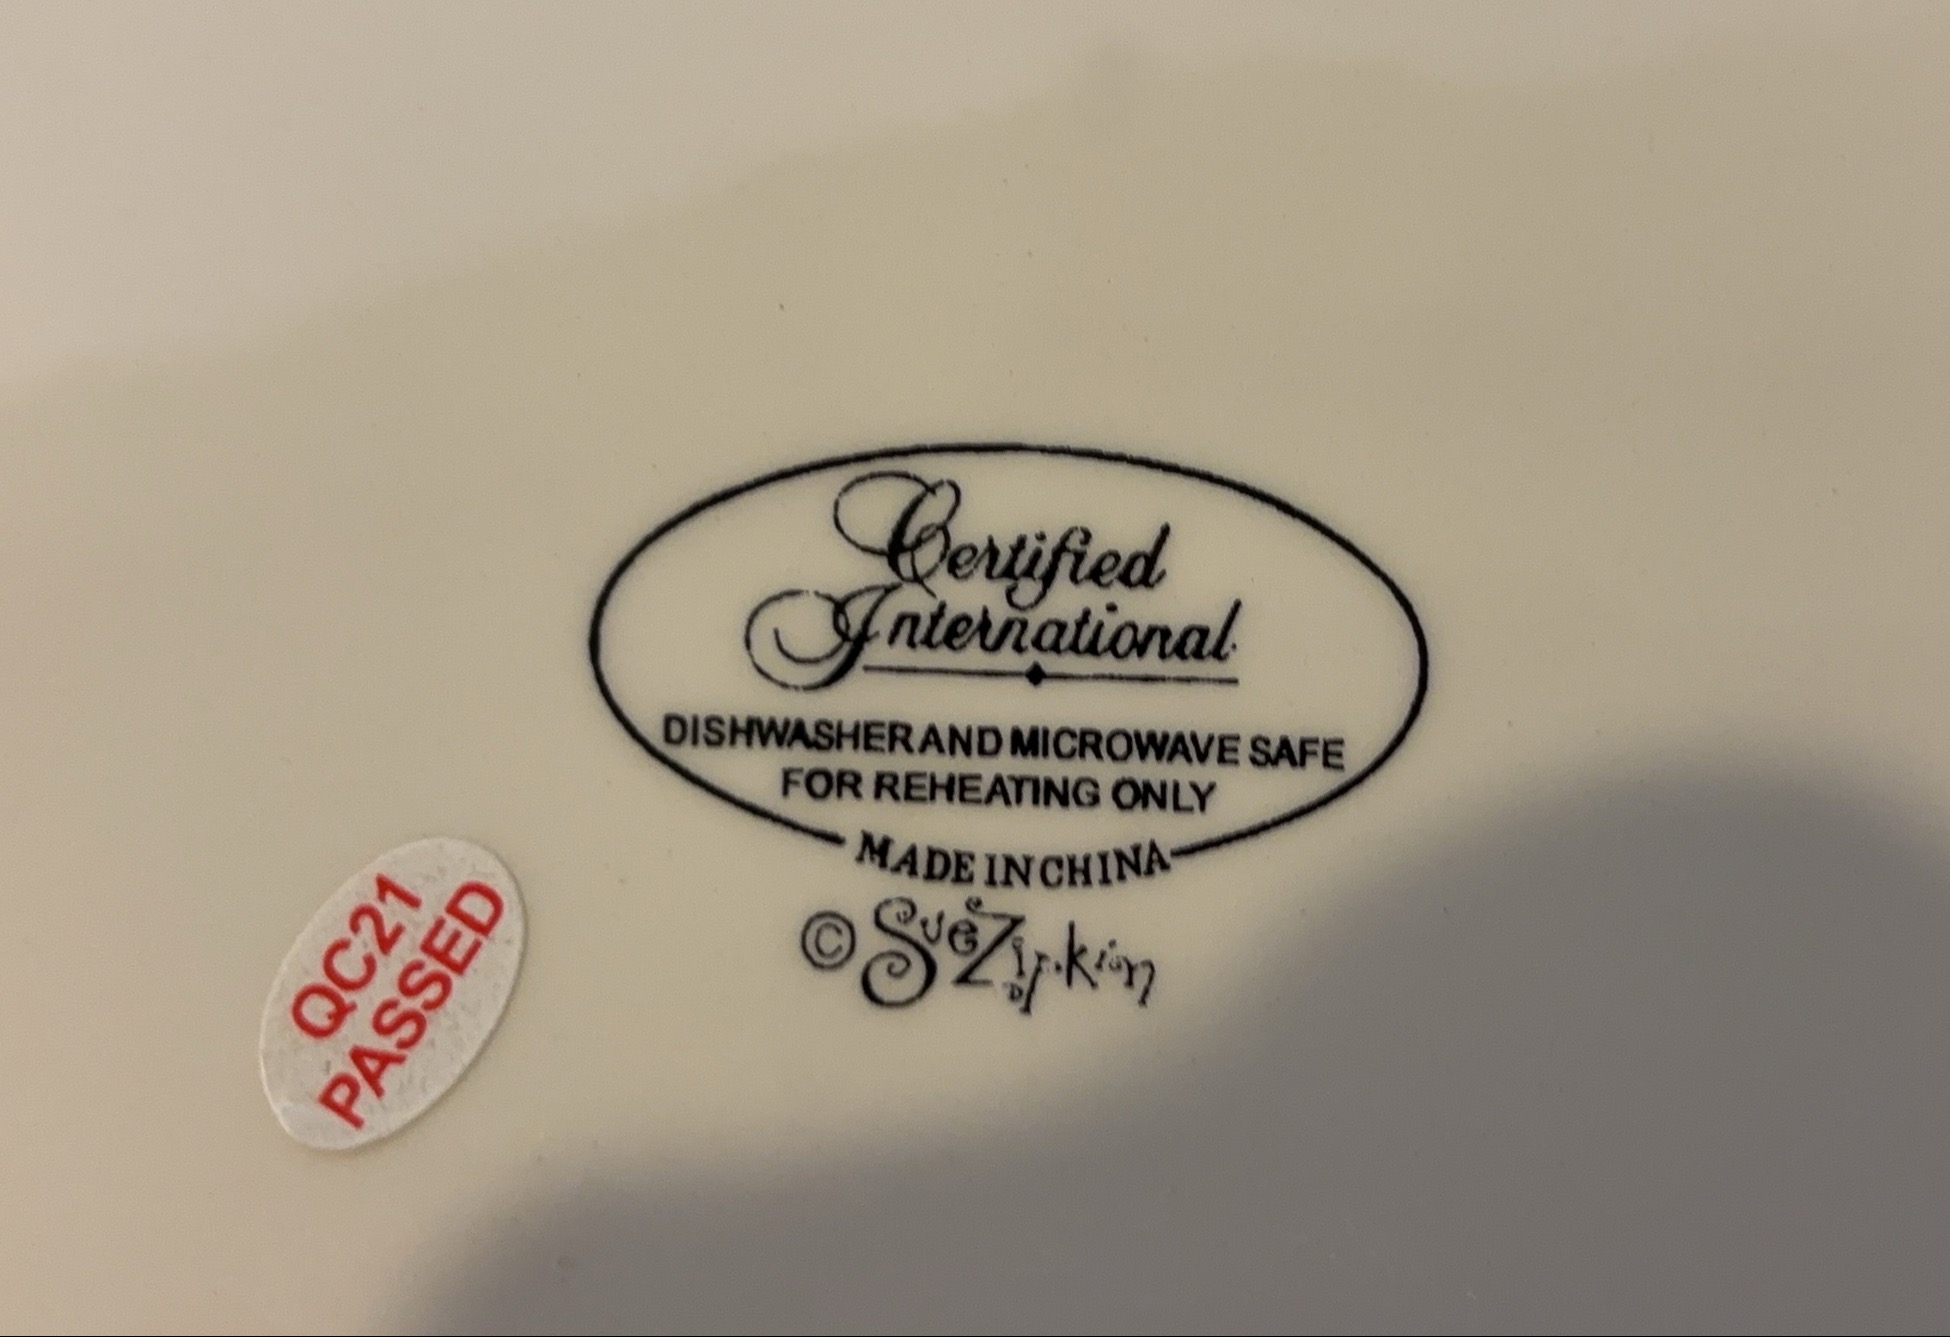 Certified
International
DISHWASHER AND MICROWAVE SAFE
FOR REHEATING ONLY
MADE IN CHINA
© Sue Zipkin
QC21
PASSED